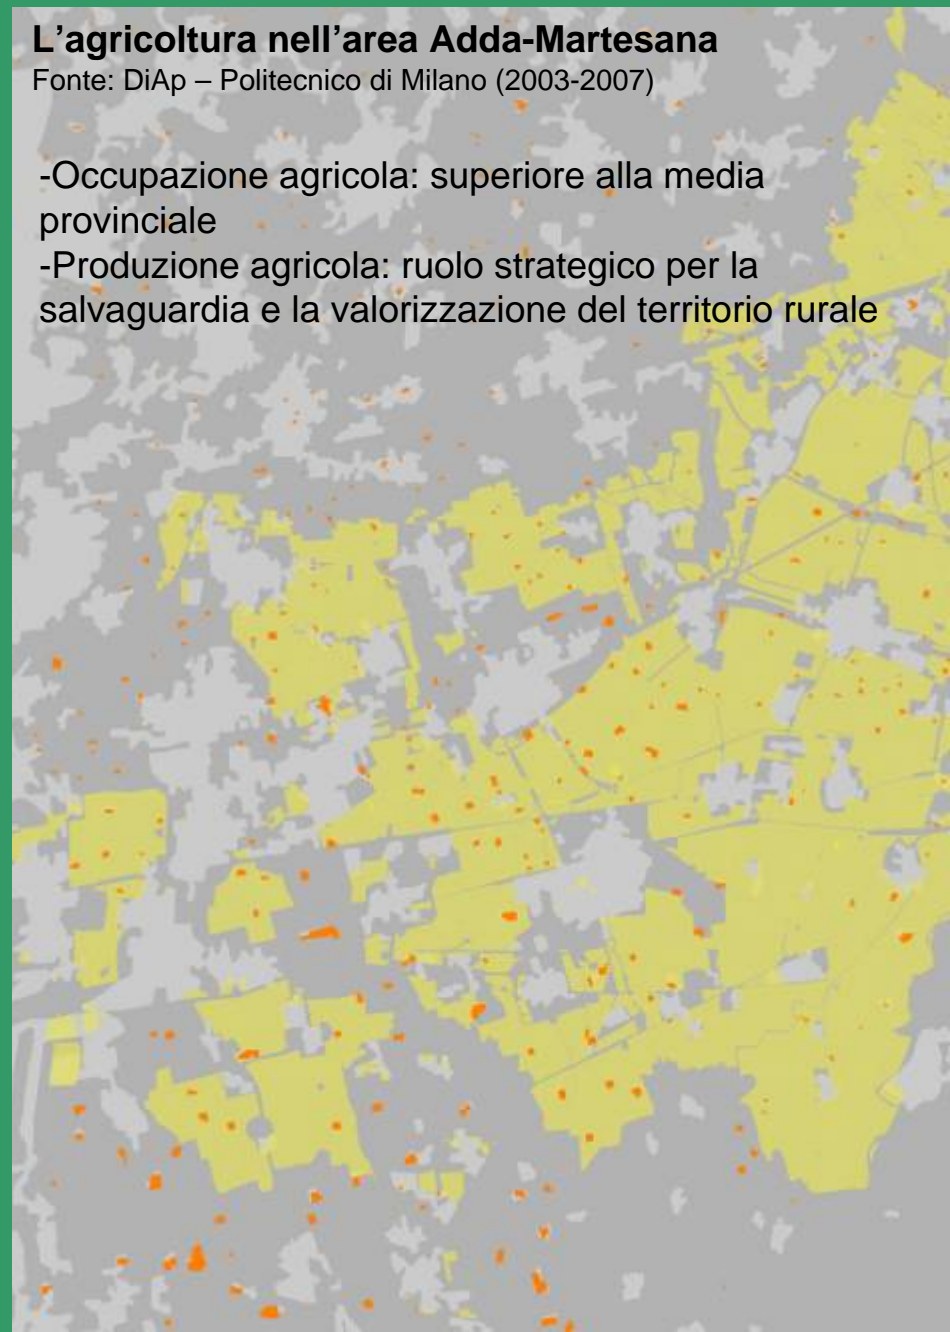 L’agricoltura nell’area Adda-Martesana
Fonte: DiAp – Politecnico di Milano (2003-2007)
-Occupazione agricola: superiore alla media
provinciale
-Produzione agricola: ruolo strategico per la
salvaguardia e la valorizzazione del territorio rurale